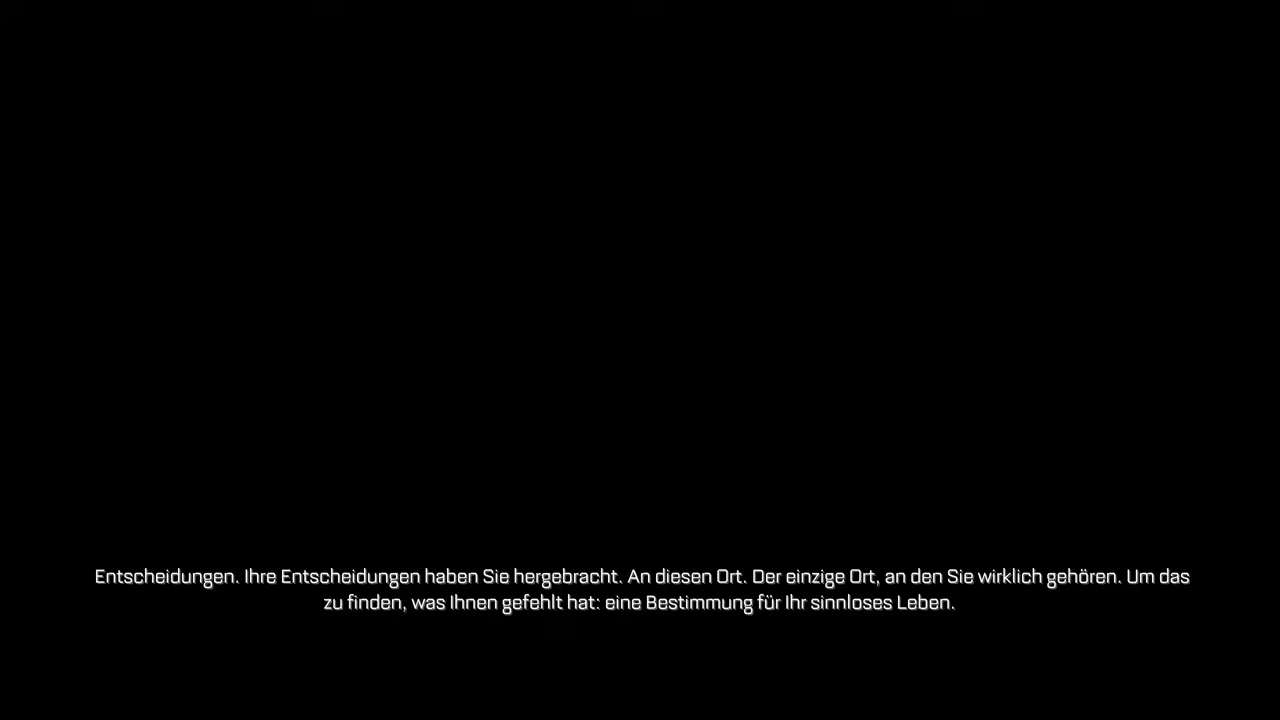 Entscheidungen. Ihre Entscheidungen haben Sie hergebracht. An diesen Ort. Der einzige Ort, an den Sie wirklich gehören. Um das
zu finden, was Ihnen gefehlt hat: eine Bestimmung für Ihr sinnloses Leben.